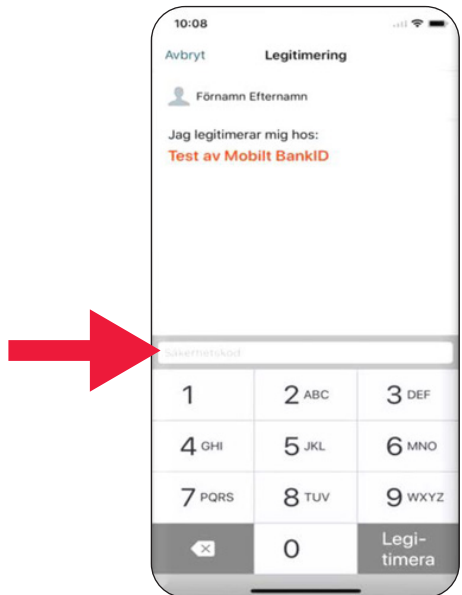 10:08
Avbryt Legitimering
Förnamn Efternamn
Jag legitimerar mig hos:
Test av Mobilt BankID
Säkerhetskod
1 2 ABC 3 DEF
4 GHI 5 JKL 6 MNO
7 PQRS 8 TUV 9 WXYZ
0 Legi-
timera